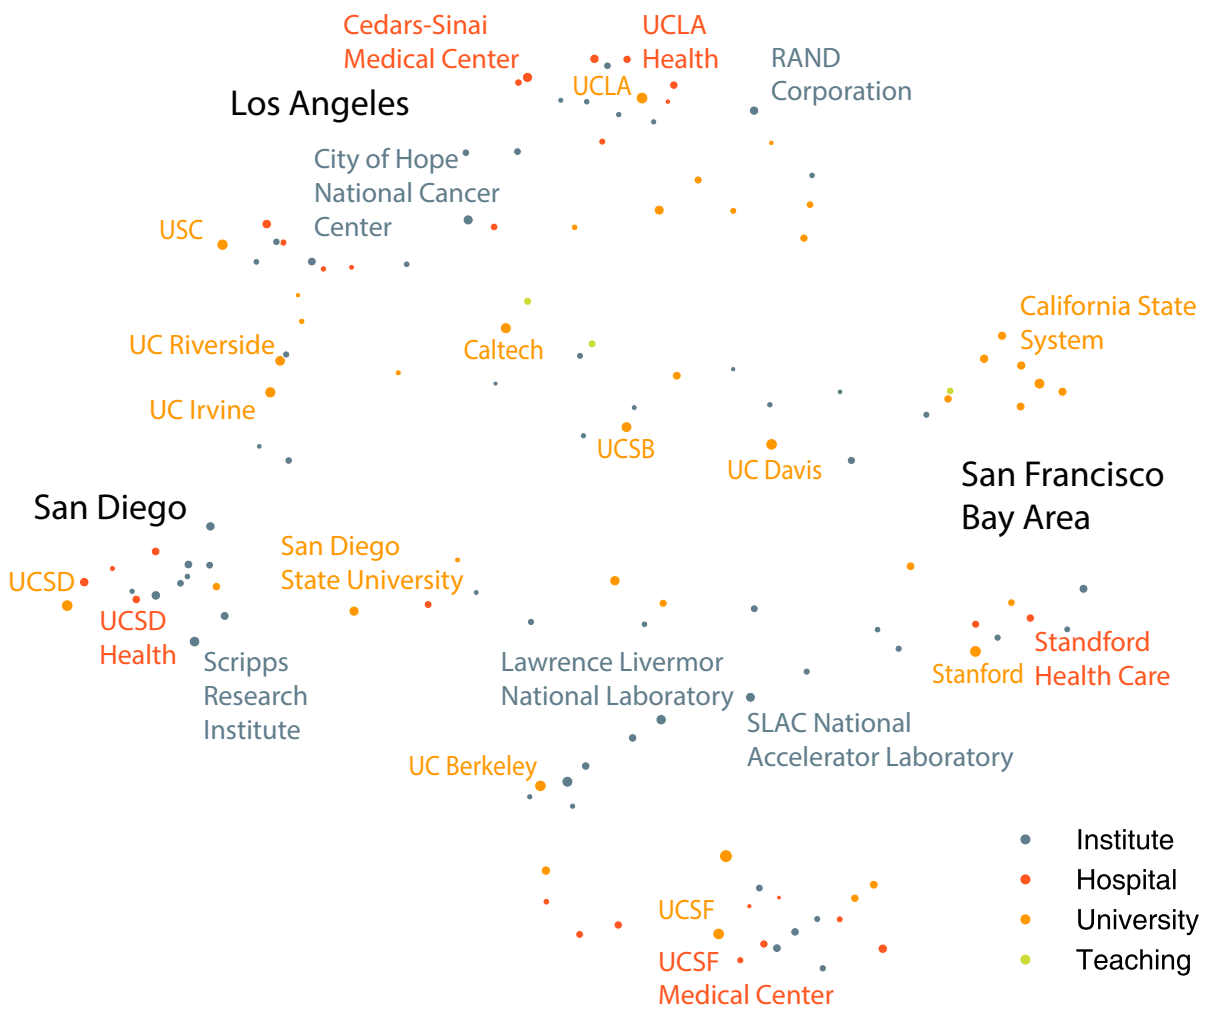 Cedars-Sinai
Medical Center
UCLA
Health
RAND
Corporation
UCLA
Los Angeles
City of Hope
National Cancer
Center
USC
California State
System
UC Riverside
Caltech
UC Irvine
UCSB
UC Davis
San Francisco
Bay Area
San Diego
San Diego
State University
UCSD
UCSD
Health
Scripps
Research
Institute
Lawrence Livermor
National Laboratory
Standford
Health Care
Stanford
SLAC National
Accelerator Laboratory
UC Berkeley
UCSF
UCSF
Medical Center
Institute
Hospital
University
Teaching